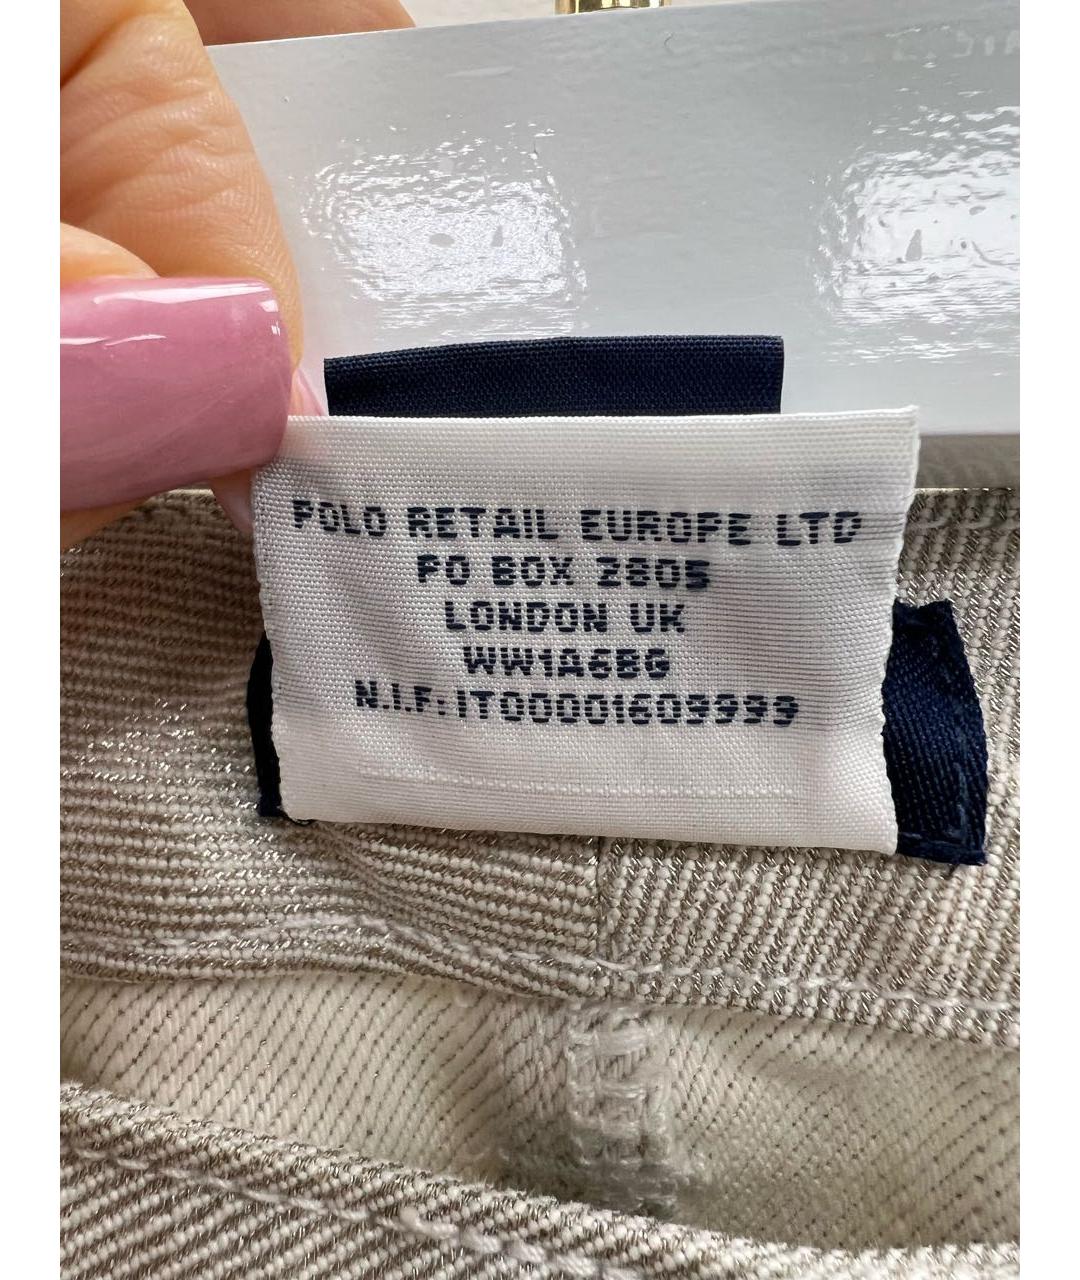 POLO RETAIL EUROPE LTD
PO BOX 2805
LONDON UK
WW1A6BG
N.I.F: IT00001609999